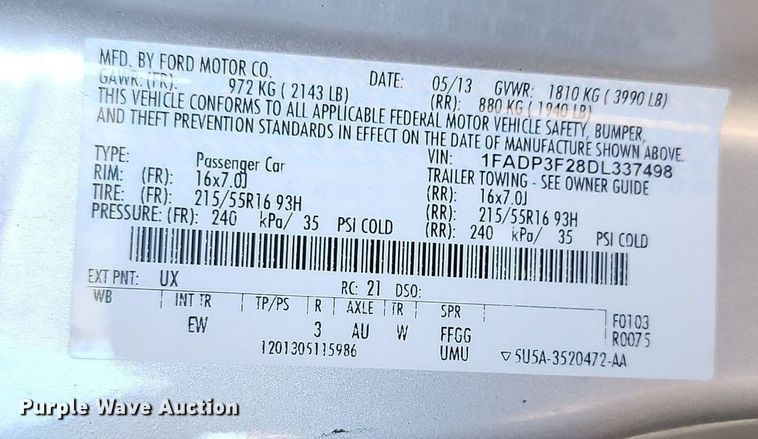 MFD. BY FORD MOTOR CO. DATE: 05/13 GVWR: 1810 KG ( 3990 LB)
GAWR: (FR): 972 KG ( 2143 LB) (RR): 880 KG ( 1940 LB)
THIS VEHICLE CONFORMS TO ALL APPLICABLE FEDERAL MOTOR VEHICLE SAFETY, BUMPER,
AND THEFT PREVENTION STANDARDS IN EFFECT ON THE DATE OF MANUFACTURE SHOWN ABOVE.
VIN: 1FADP3F28DL337498
TYPE: Passenger Car TRAILER TOWING - SEE OWNER GUIDE
RIM: (FR): 16x7.0J (RR): 16x7.0J
TIRE: (FR): 215/55R16 93H (RR): 215/55R16 93H
PRESSURE: (FR): 240 kPa/ 35 PSI COLD (RR): 240 kPa/ 35 PSI COLD
EXT PNT: UX RC: 21 DSO:
WB INT TR TP/PS R AXLE TR SPR F0103
EW 3 AU W FFGG R0075
1201305115986 UMU ▽5U5A-3520472-AA
Purple Wave Auction